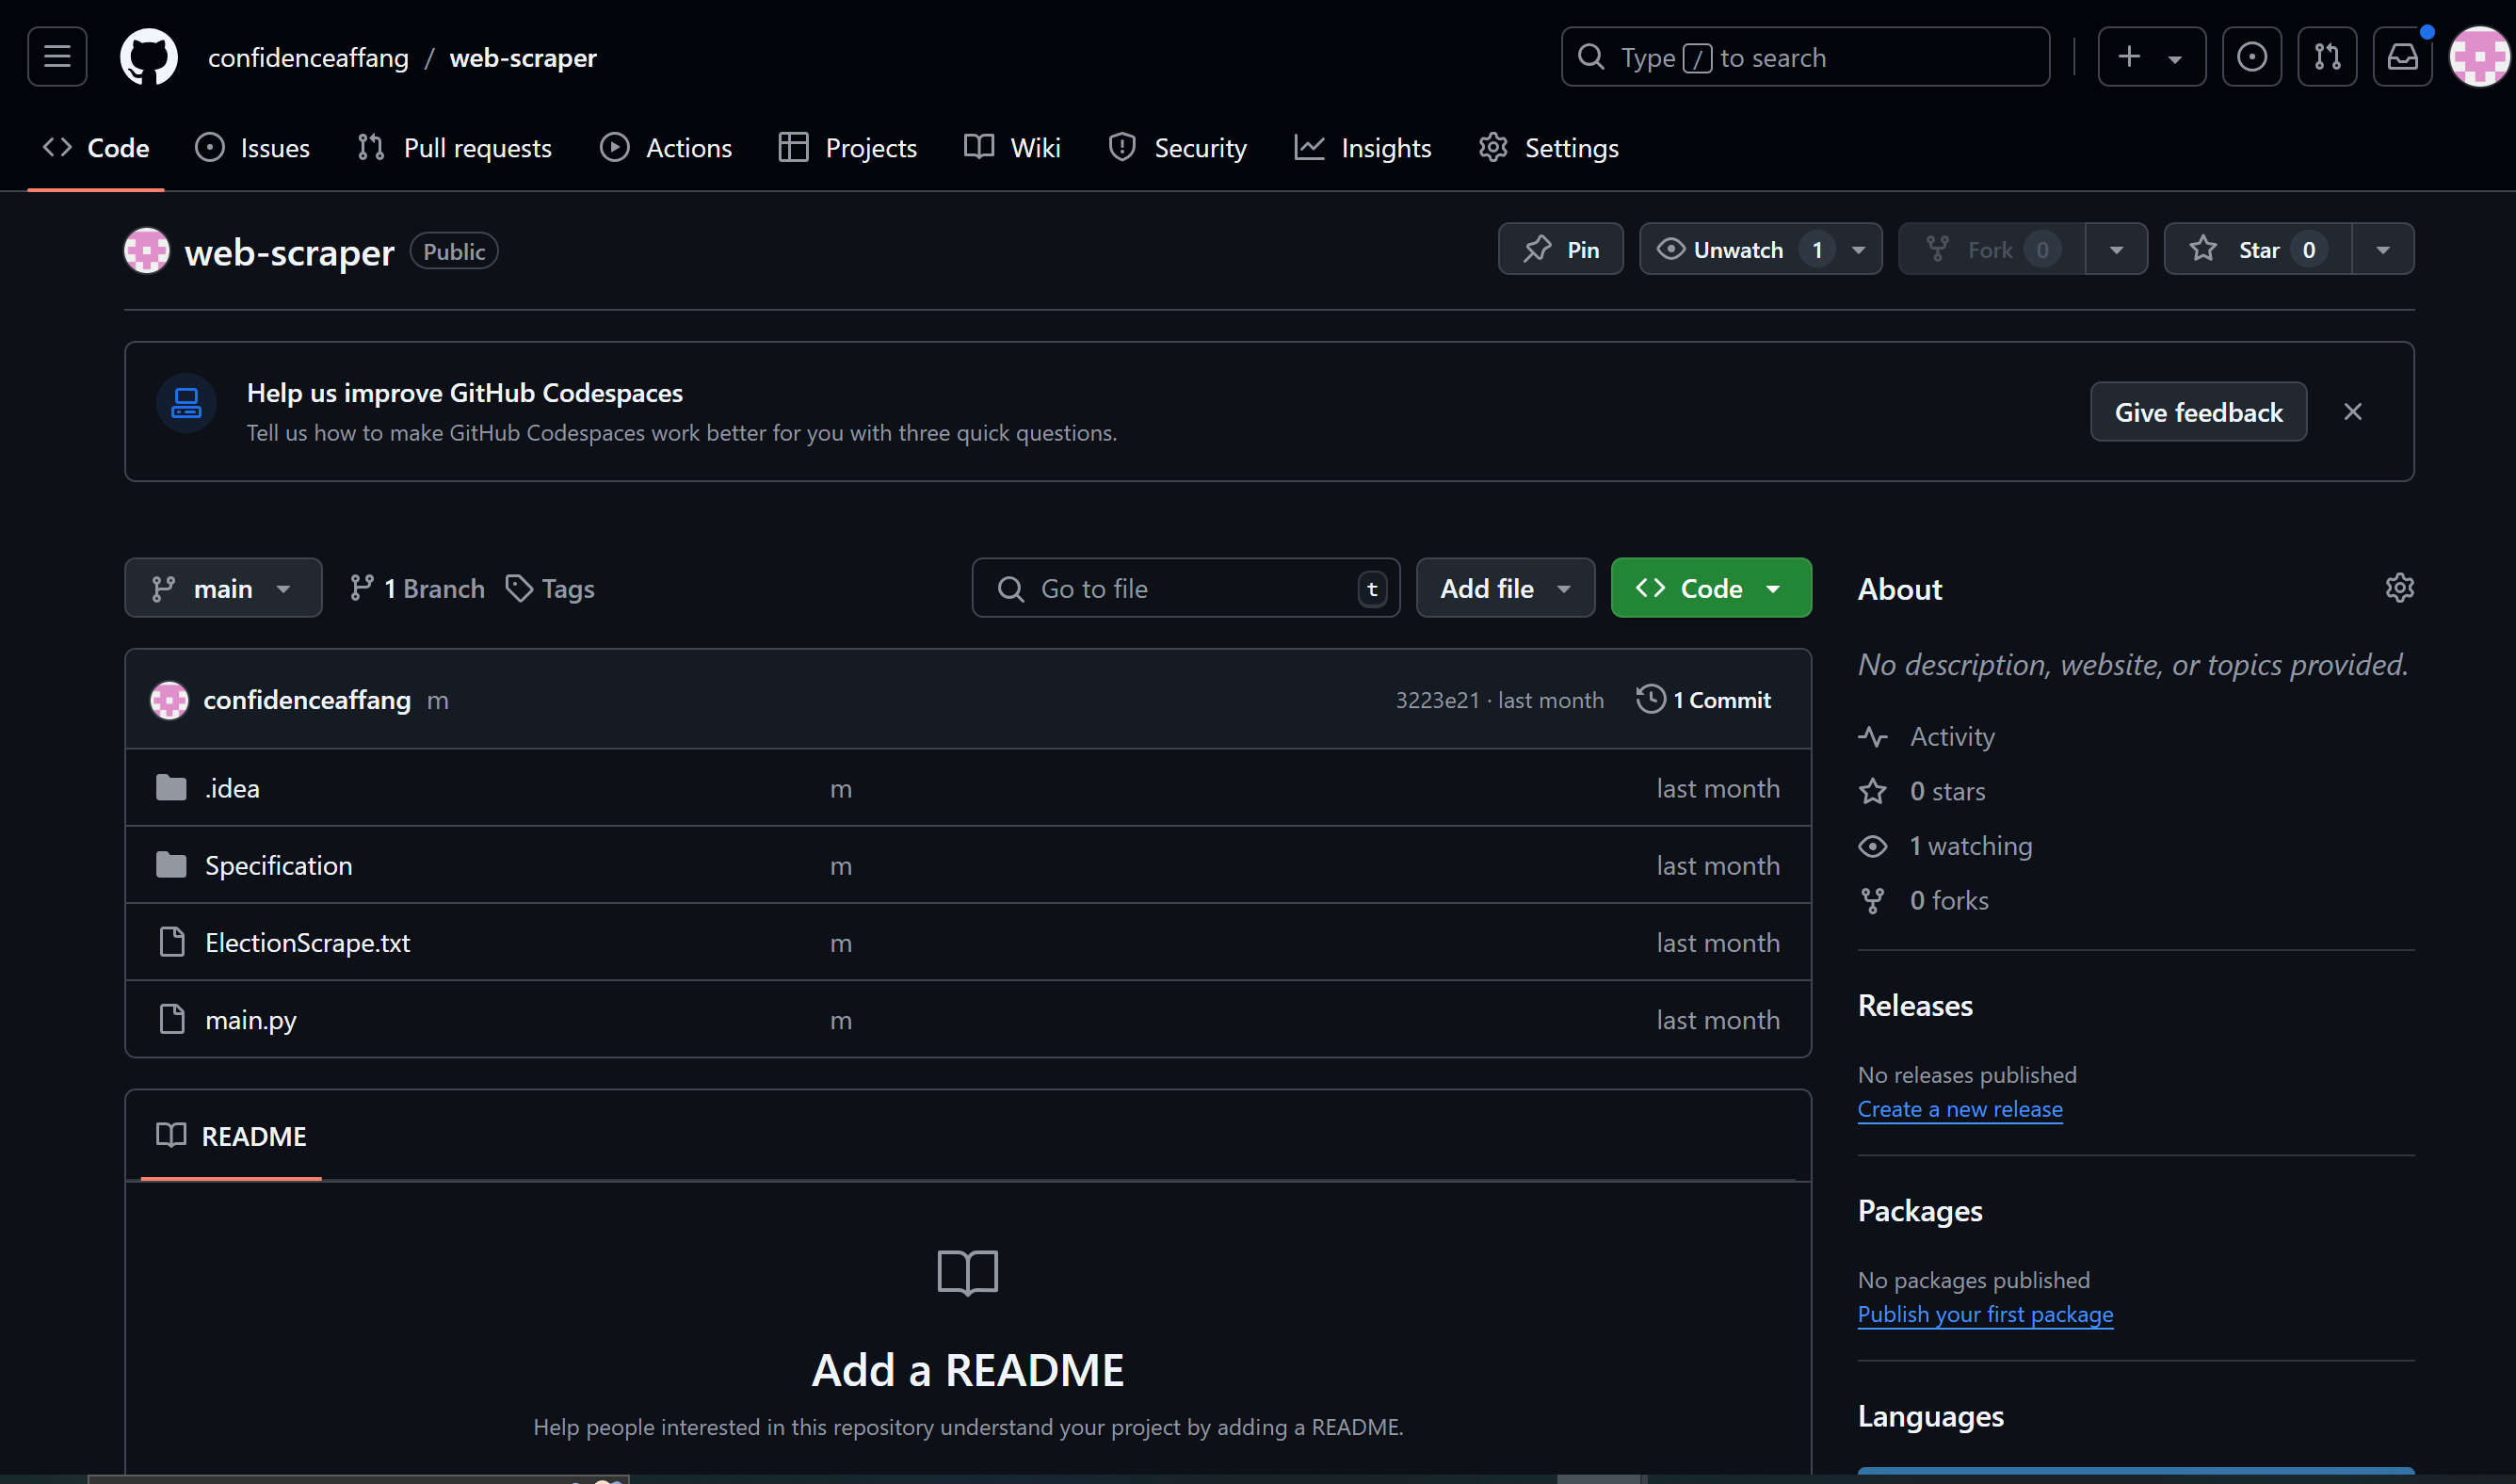 confidenceaffang / web-scraper
Type / to search
Code Issues Pull requests Actions Projects Wiki Security Insights Settings
web-scraper Public
Pin Unwatch 1 Fork 0 Star 0
Help us improve GitHub Codespaces
Tell us how to make GitHub Codespaces work better for you with three quick questions.
Give feedback
main 1 Branch Tags
Go to file t Add file Code
confidenceaffang m 3223e21 · last month 1 Commit
.idea m last month
Specification m last month
ElectionScrape.txt m last month
main.py m last month
README
Add a README
Help people interested in this repository understand your project by adding a README.
About
No description, website, or topics provided.
Activity
0 stars
1 watching
0 forks
Releases
No releases published
Create a new release
Packages
No packages published
Publish your first package
Languages